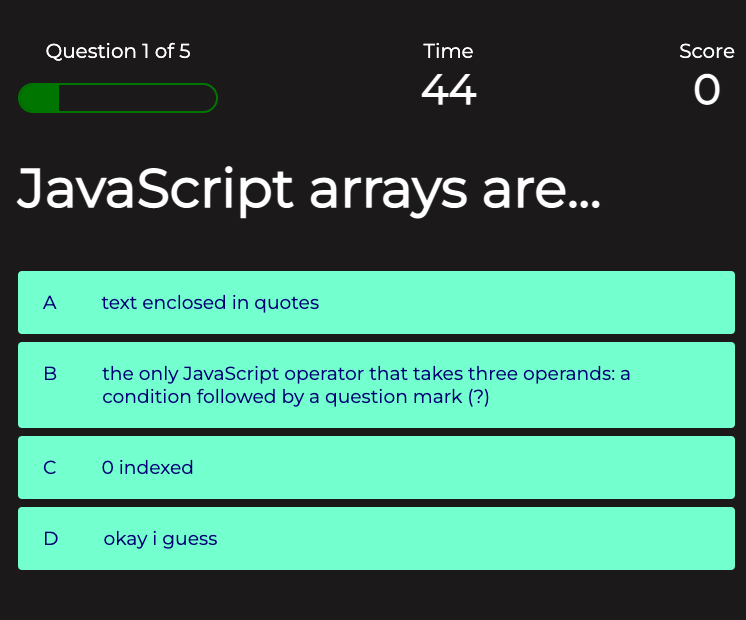 Question 1 of 5
Time
Score
44
0
JavaScript arrays are...
A text enclosed in quotes
B the only JavaScript operator that takes three operands: a
condition followed by a question mark (?)
C 0 indexed
D okay i guess